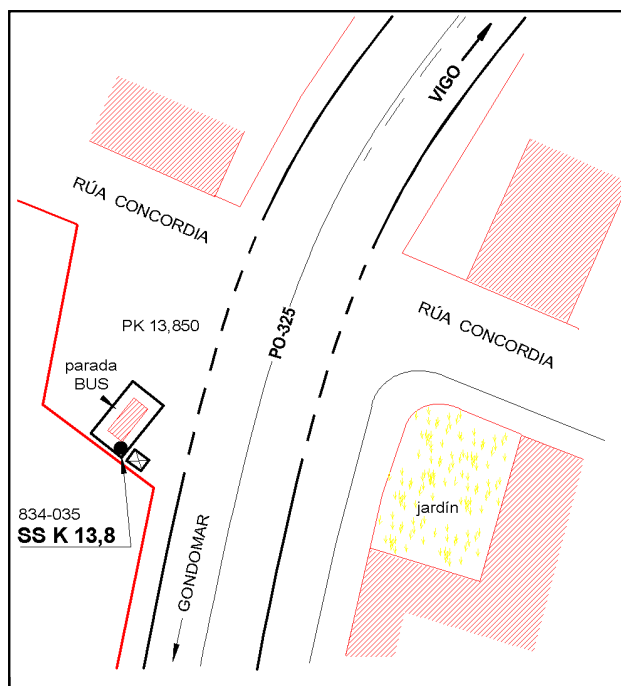 VIGO
RÚA CONCORDIA
PO-325
RÚA CONCORDIA
PK 13,850
parada
BUS
834-035
SS K 13,8
GONDOMAR
jardín